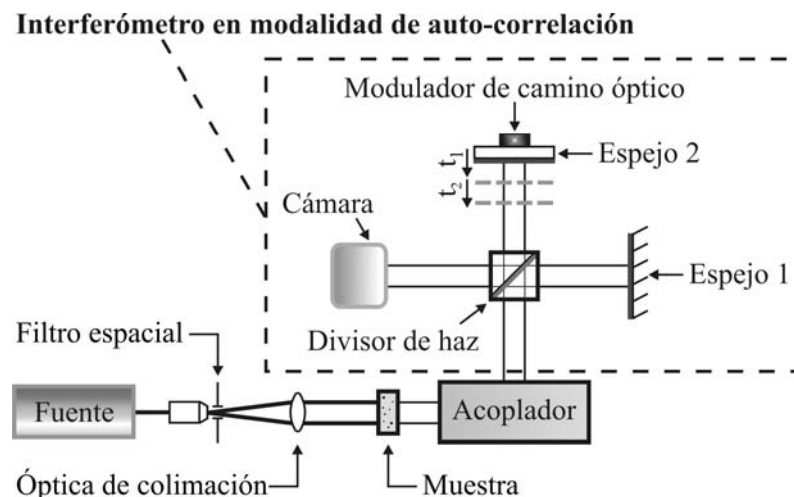 Interferómetro en modalidad de auto-correlación
Modulador de camino óptico
t₁
Espejo 2
t₂
Cámara
Espejo 1
Divisor de haz
Filtro espacial
Fuente
Acoplador
Óptica de colimación
Muestra